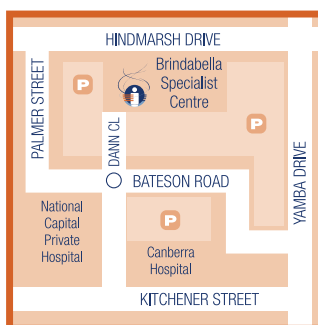 HINDMARSH DRIVE
PALMER STREET
P
Brindabella
Specialist
Centre
P
DANN CL
BATESON ROAD
YAMBA DRIVE
National
Capital
Private
Hospital
P
Canberra
Hospital
KITCHENER STREET